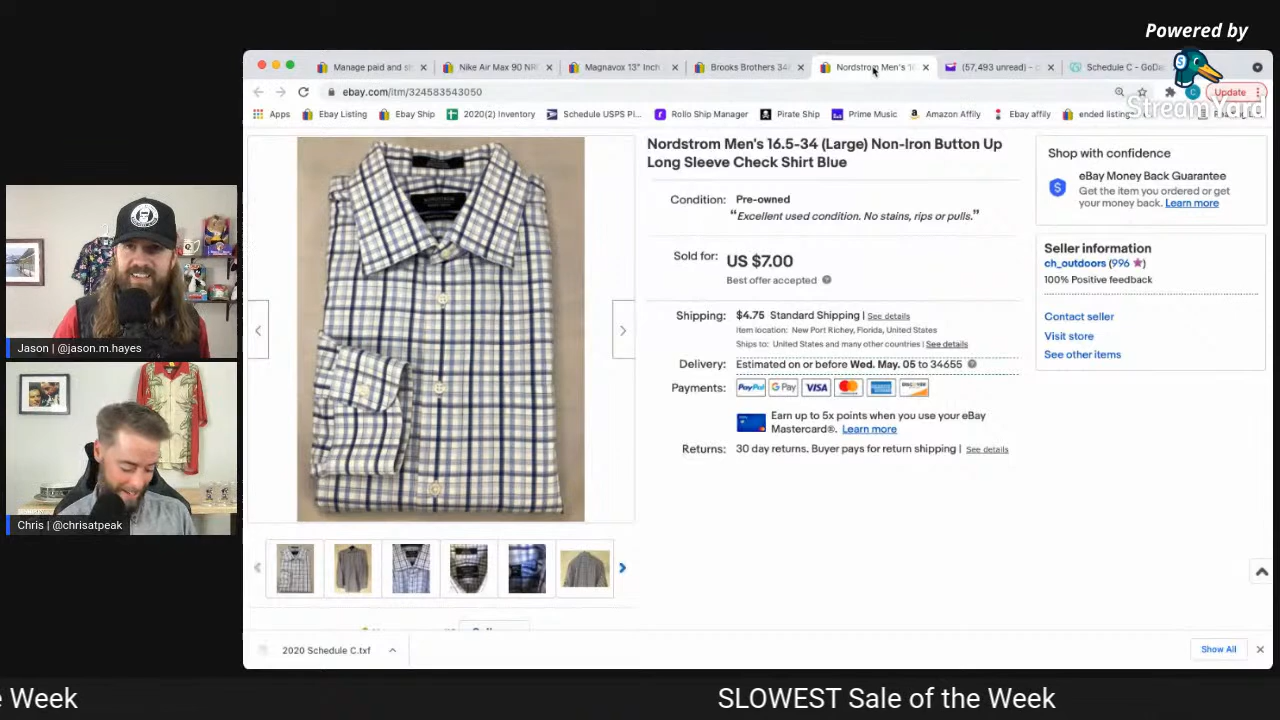 Powered by
StreamYard
Manage paid and sh
Nike Air Max 90 NR
Magnavox 13" Inch
Brooks Brothers 346
Nordstrom Men's 16
(57,493 unread) - c
Schedule C - GoDa
ebay.com/itm/324583543050
Update
Apps
Ebay Listing
Ebay Ship
2020(2) Inventory
Schedule USPS Pi...
Rollo Ship Manager
Pirate Ship
Prime Music
Amazon Affily
Ebay affily
ended listing
Nordstrom Men's 16.5-34 (Large) Non-Iron Button Up
Long Sleeve Check Shirt Blue
Condition: Pre-owned
“Excellent used condition. No stains, rips or pulls.”
Sold for: US $7.00
Best offer accepted
Shipping: $4.75 Standard Shipping | See details
Item location: New Port Richey, Florida, United States
Ships to: United States and many other countries | See details
Delivery: Estimated on or before Wed. May. 05 to 34655
Payments: PayPal G Pay VISA
Earn up to 5x points when you use your eBay
Mastercard®. Learn more
Returns: 30 day returns. Buyer pays for return shipping | See details
Shop with confidence
eBay Money Back Guarantee
Get the item you ordered or get
your money back. Learn more
Seller information
ch_outdoors (996 )
100% Positive feedback
Contact seller
Visit store
See other items
Jason | @jason.m.hayes
Chris | @chrisatpeak
2020 Schedule C.txf
Show All
e Week
SLOWEST Sale of the Week